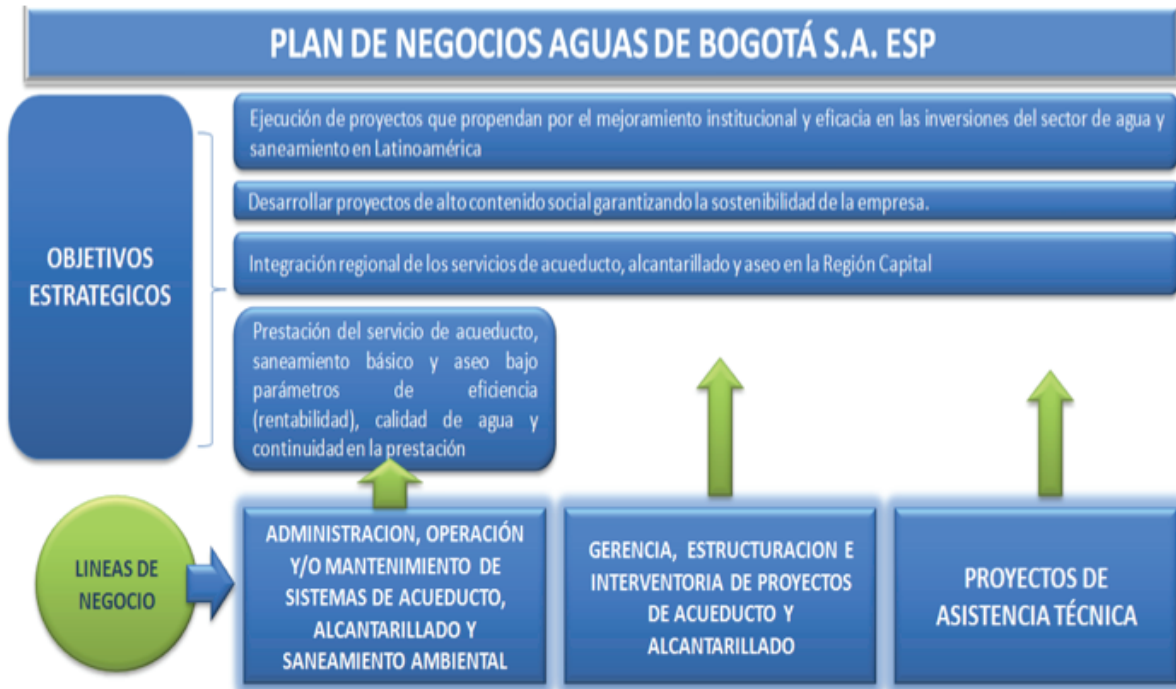 PLAN DE NEGOCIOS AGUAS DE BOGOTÁ S.A. ESP
OBJETIVOS
ESTRATEGICOS
Ejecución de proyectos que propendan por el mejoramiento institucional y eficacia en las inversiones del sector de agua y
saneamiento en Latinoamérica
Desarrollar proyectos de alto contenido social garantizando la sostenibilidad de la empresa.
Integración regional de los servicios de acueducto, alcantarillado y aseo en la Región Capital
Prestación del servicio de acueducto,
saneamiento básico y aseo bajo
parámetros de eficiencia
(rentabilidad), calidad de agua y
continuidad en la prestación
LINEAS DE
NEGOCIO
ADMINISTRACION, OPERACIÓN
Y/O MANTENIMIENTO DE
SISTEMAS DE ACUEDUCTO,
ALCANTARILLADO Y
SANEAMIENTO AMBIENTAL
GERENCIA, ESTRUCTURACION E
INTERVENTORIA DE PROYECTOS
DE ACUEDUCTO Y
ALCANTARILLADO
PROYECTOS DE
ASISTENCIA TÉCNICA